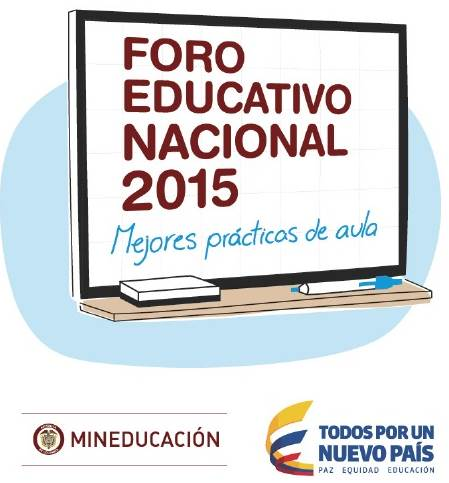 FORO
EDUCATIVO
NACIONAL
2015
Mejores prácticas de aula
MINEDUCACIÓN
TODOS POR UN
NUEVO PAÍS
PAZ EQUIDAD EDUCACIÓN